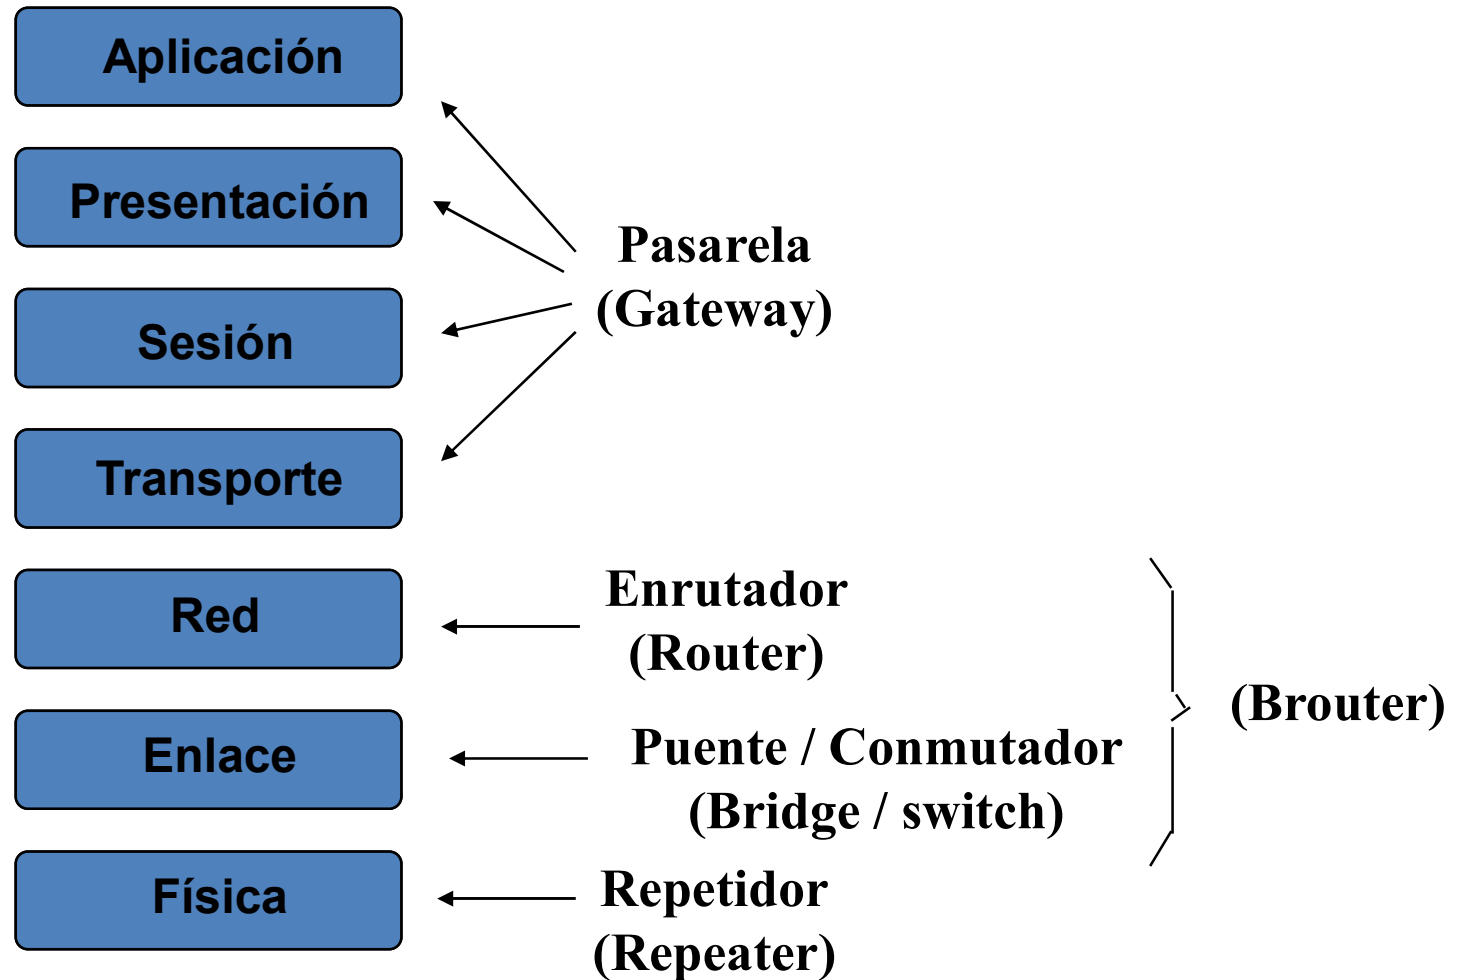 Aplicación
Presentación
Sesión
Transporte
Red
Enlace
Física
Pasarela
(Gateway)
Enrutador
(Router)
Puente / Conmutador
(Bridge / switch)
Repetidor
(Repeater)
(Brouter)